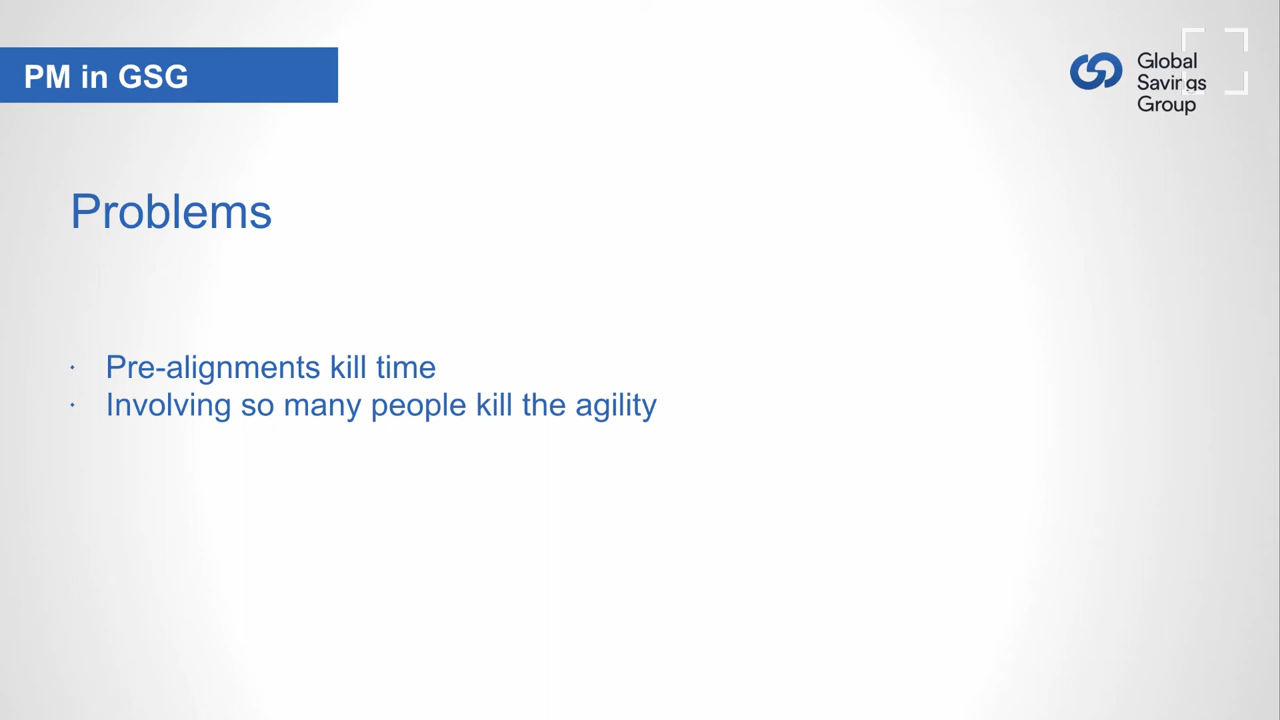 PM in GSG
Global
Savings
Group
Problems
· Pre-alignments kill time
· Involving so many people kill the agility